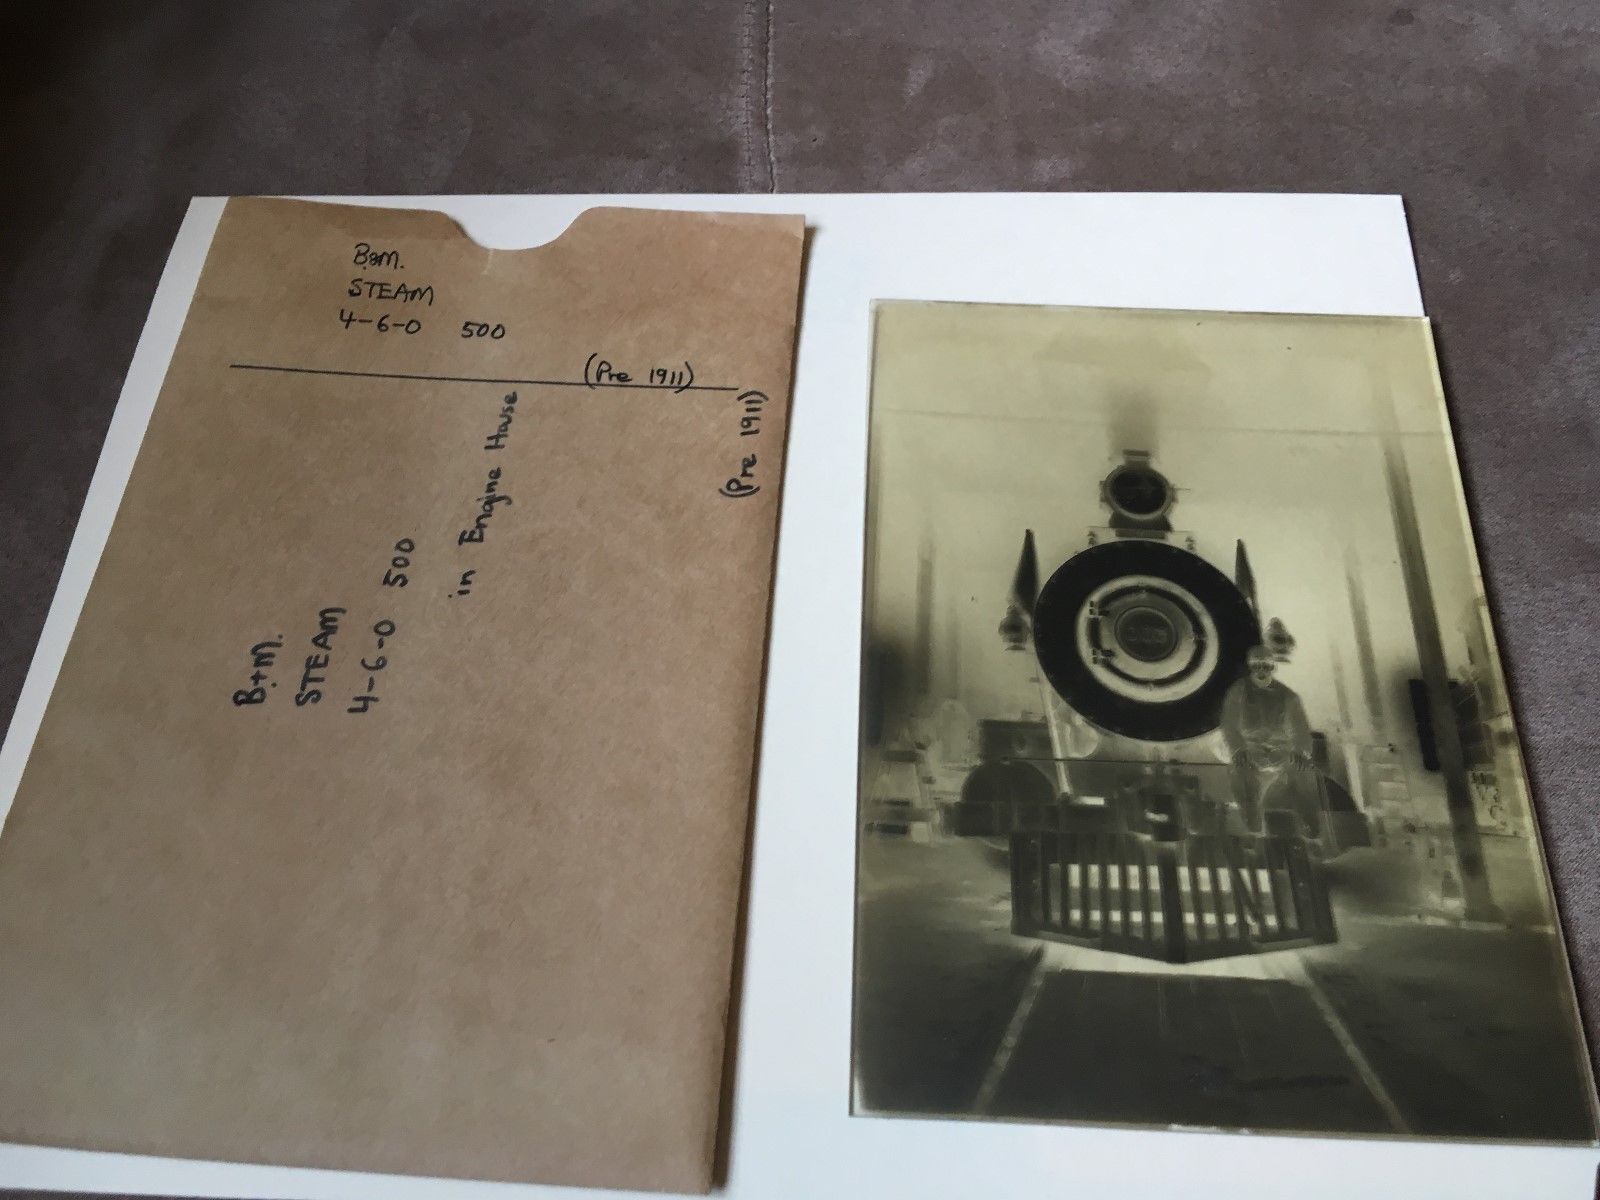 B&M.
STEAM
4-6-0 500
(Pre 1911)
B+M.
STEAM
4-6-0 500
in Engine House
(Pre 1911)